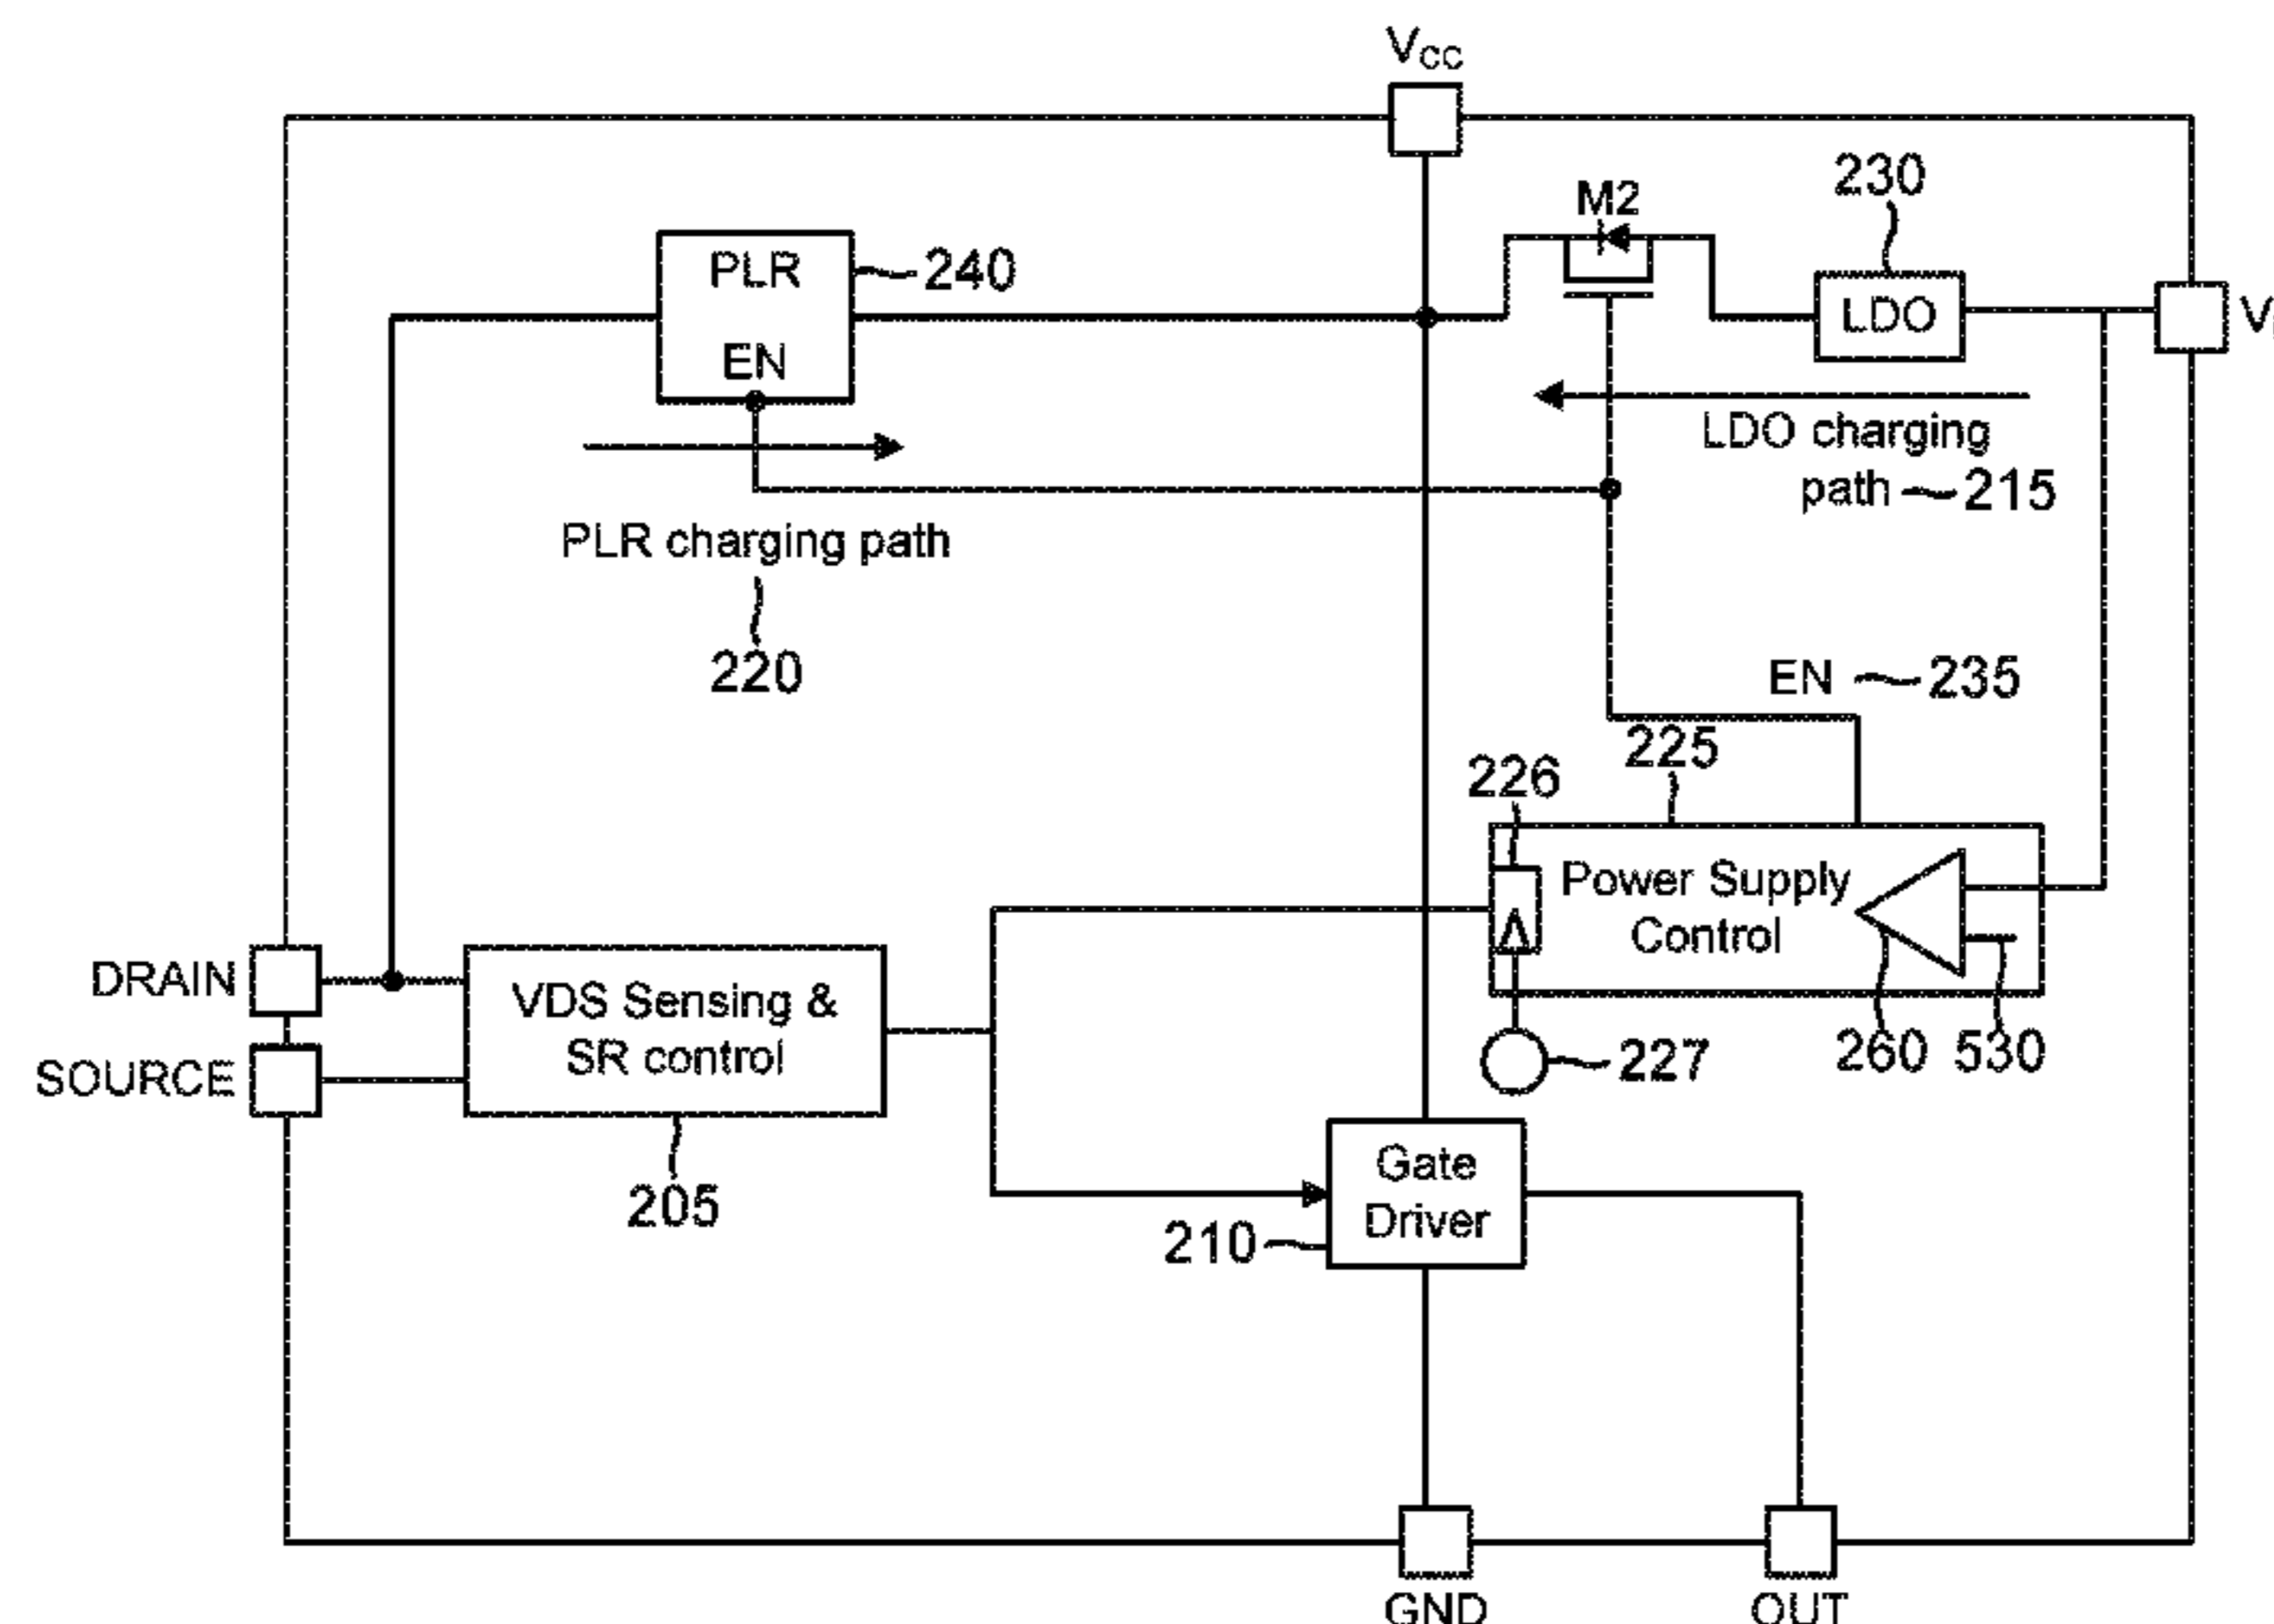 VCC
M2
230
PLR
240
LDO
EN
LDO charging
path
215
PLR charging path
220
EN
235
225
226
Power Supply
Control
DRAIN
VDS Sensing &
SR control
SOURCE
227
260
530
205
Gate
Driver
210
GND
OUT